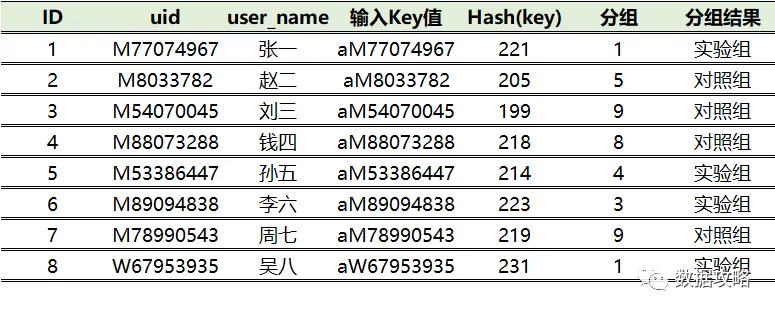 ID uid user_name 输入Key值 Hash(key) 分组 分组结果
1 M77074967 张一 aM77074967 221 1 实验组
2 M8033782 赵二 aM8033782 205 5 对照组
3 M54070045 刘三 aM54070045 199 9 对照组
4 M88073288 钱四 aM88073288 218 8 对照组
5 M53386447 孙五 aM53386447 214 4 实验组
6 M89094838 李六 aM89094838 223 3 实验组
7 M78990543 周七 aM78990543 219 9 对照组
8 W67953935 吴八 aW67953935 231 1 实验组
数据攻略